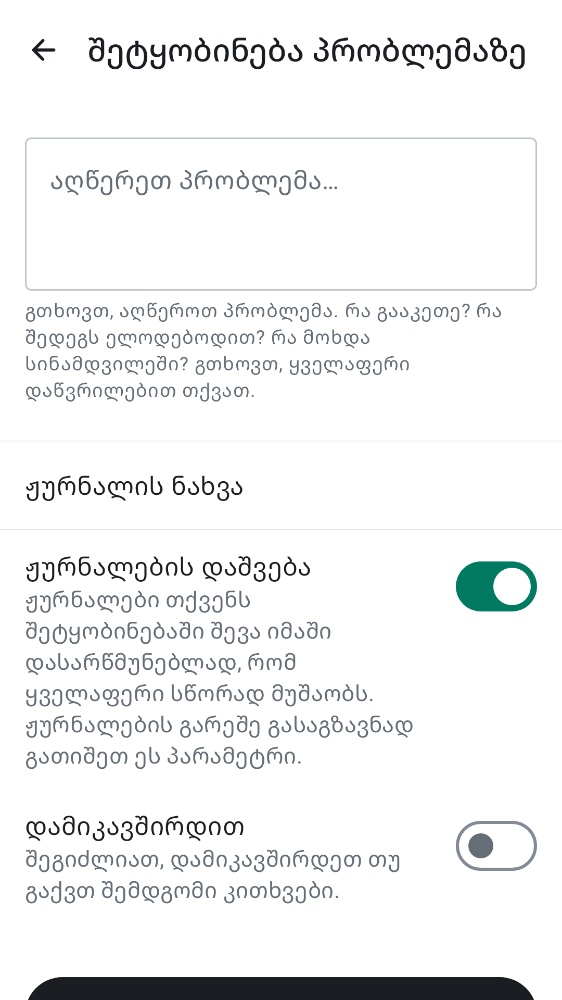 შეტყობინება პრობლემაზე
აღწერეთ პრობლემა...
გთხოვთ, აღწეროთ პრობლემა. რა გააკეთე? რა
შედეგს ელოდებოდით? რა მოხდა
სინამდვილეში? გთხოვთ, ყველაფერი
დაწვრილებით თქვათ.
ჟურნალის ნახვა
ჟურნალების დაშვება
ჟურნალები თქვენს
შეტყობინებაში შევა იმაში
დასარწმუნებლად, რომ
ყველაფერი სწორად მუშაობს.
ჟურნალების გარეშე გასაგზავნად
გათიშეთ ეს პარამეტრი.
დამიკავშირდით
შეგიძლიათ, დამიკავშირდეთ თუ
გაქვთ შემდგომი კითხვები.